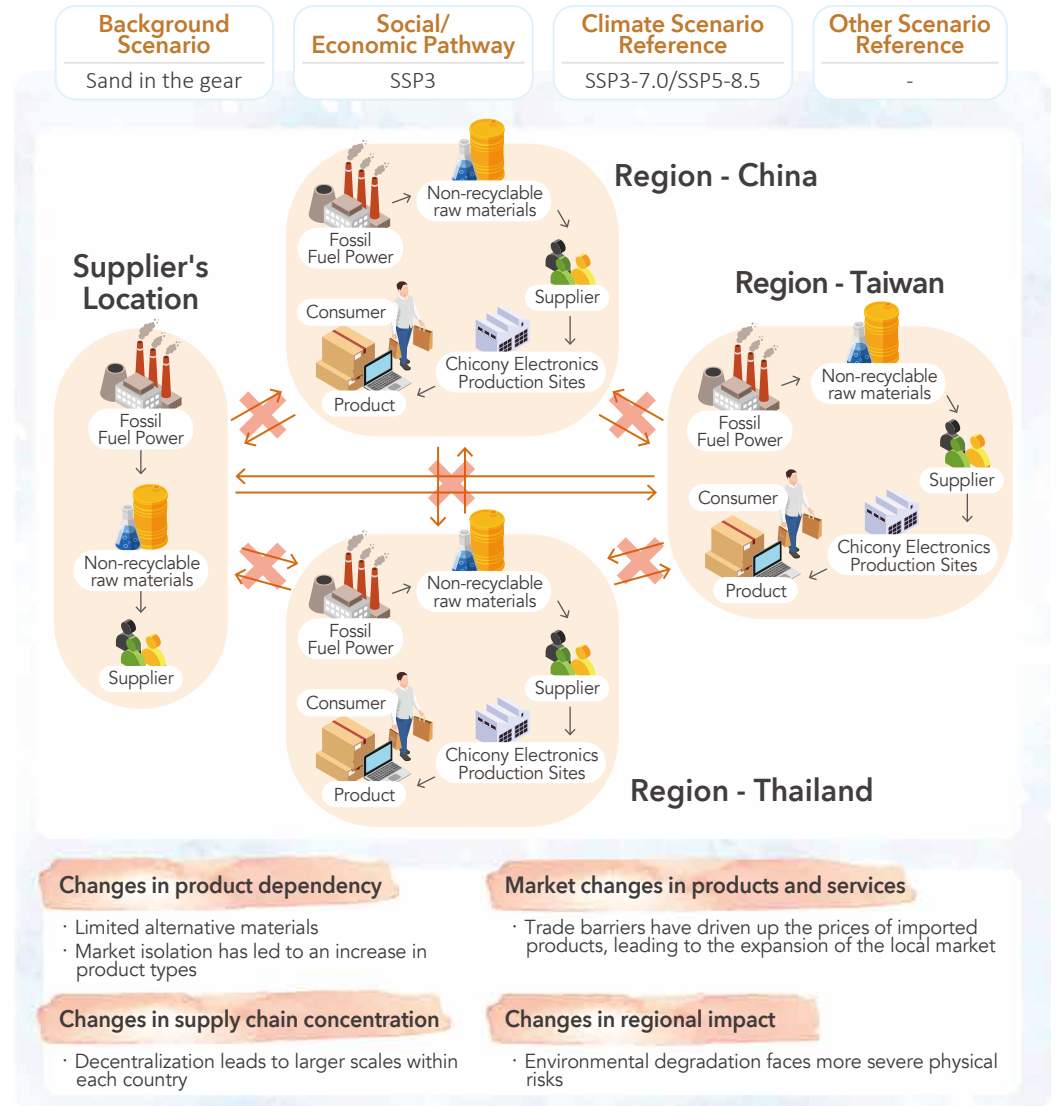 Background
Scenario
Sand in the gear
Social/
Economic Pathway
SSP3
Climate Scenario
Reference
SSP3-7.0/SSP5-8.5
Other Scenario
Reference
-
Region - China
Non-recyclable
raw materials
Fossil
Fuel Power
Supplier
Consumer
Chicony Electronics
Production Sites
Product
Supplier's
Location
Fossil
Fuel Power
Non-recyclable
raw materials
Supplier
Region - Taiwan
Non-recyclable
raw materials
Fossil
Fuel Power
Supplier
Consumer
Chicony Electronics
Production Sites
Product
Non-recyclable
raw materials
Fossil
Fuel Power
Supplier
Consumer
Chicony Electronics
Production Sites
Product
Region - Thailand
Changes in product dependency
· Limited alternative materials
· Market isolation has led to an increase in
product types
Market changes in products and services
· Trade barriers have driven up the prices of imported
products, leading to the expansion of the local market
Changes in supply chain concentration
· Decentralization leads to larger scales within
each country
Changes in regional impact
· Environmental degradation faces more severe physical
risks